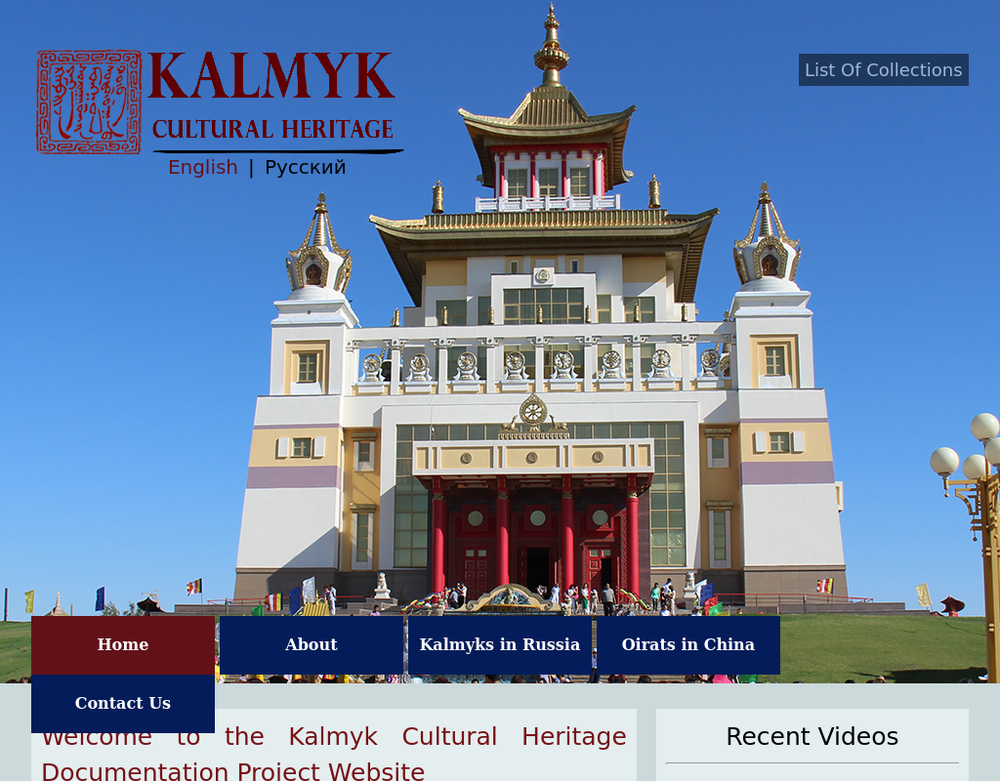 KALMYK
CULTURAL HERITAGE
English | Русский
List Of Collections
Home
About
Kalmyks in Russia
Oirats in China
Contact Us
Welcome to the Kalmyk Cultural Heritage
Documentation Project Website
Recent Videos